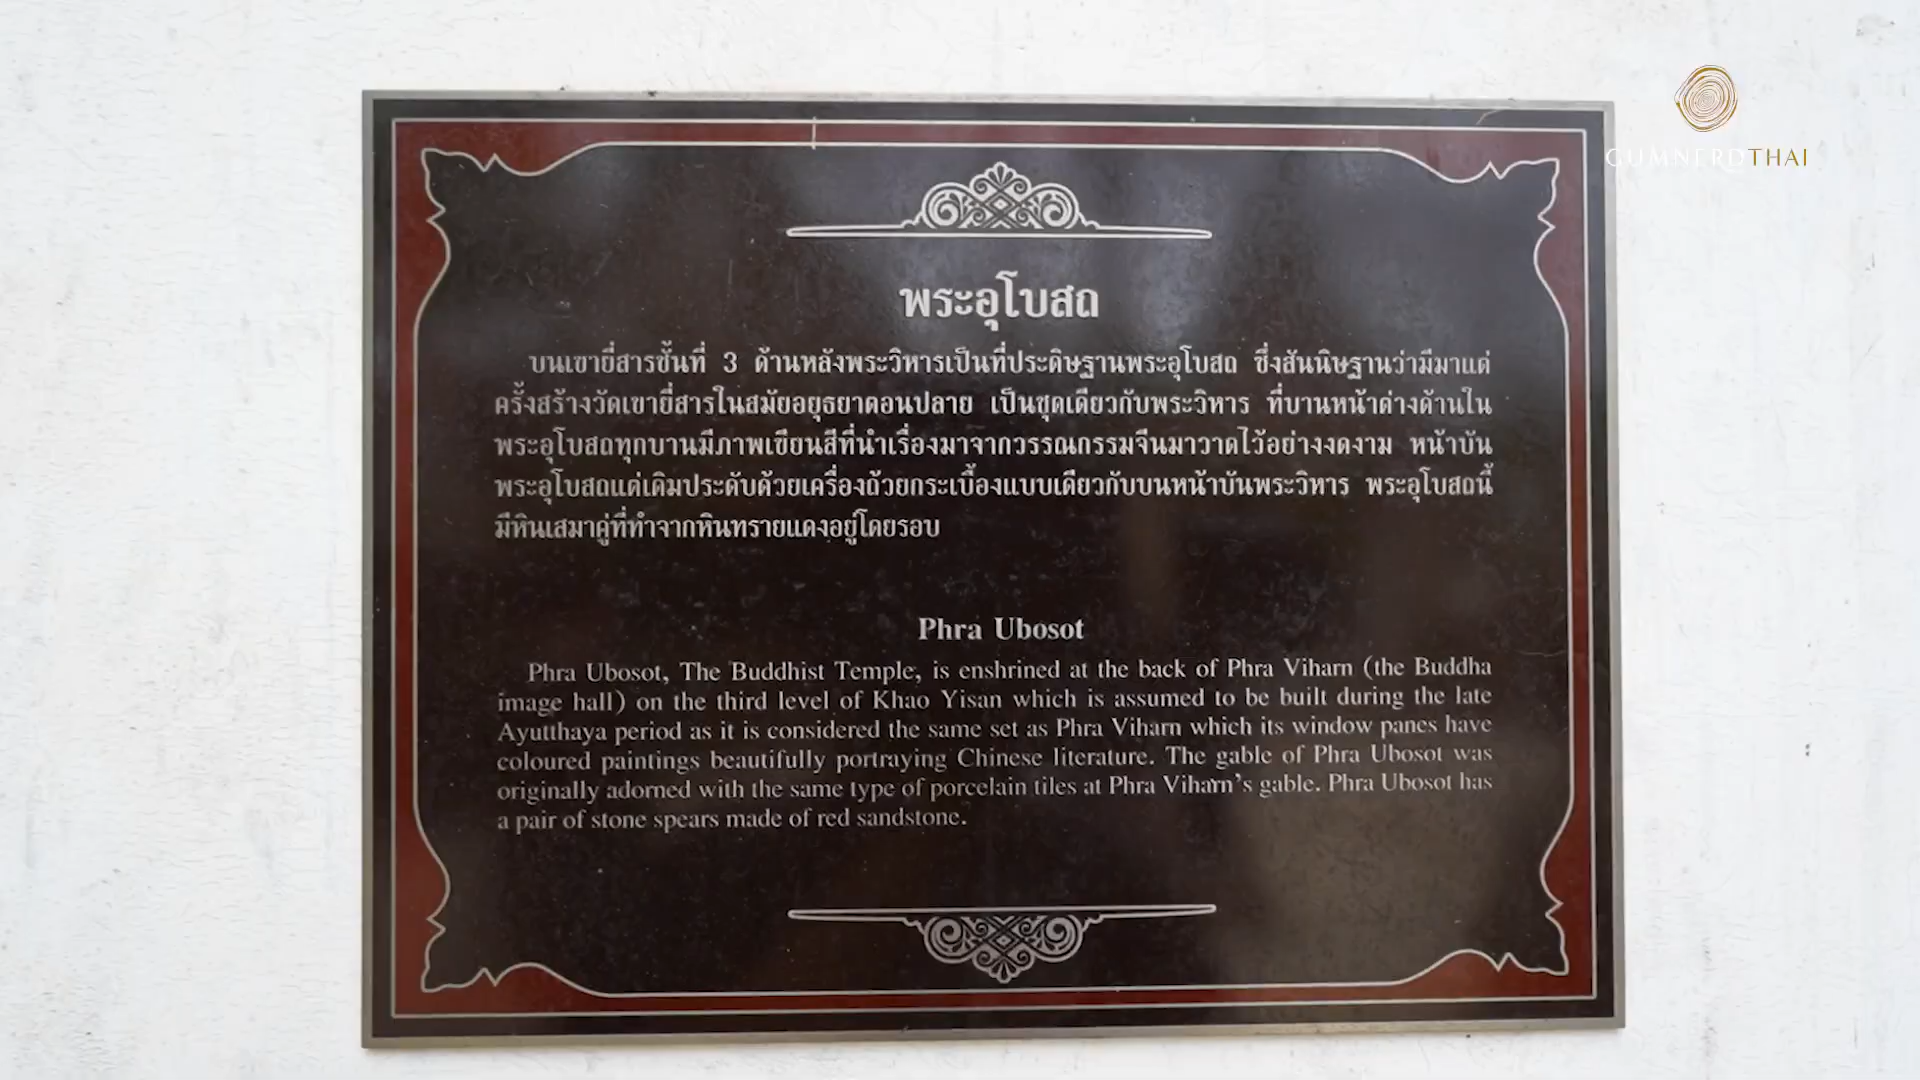 GUMNERDTHAI
พระอุโบสถ
บนเขายี่สารชั้นที่ 3 ด้านหลังพระวิหารเป็นที่ประดิษฐานพระอุโบสถ ซึ่งสันนิษฐานว่ามีมาแต่
ครั้งสร้างวัดเขายี่สารในสมัยอยุธยาตอนปลาย เป็นชุดเดียวกับพระวิหาร ที่บานหน้าต่างด้านใน
พระอุโบสถทุกบานมีภาพเขียนสีที่นำเรื่องมาจากวรรณกรรมจีนมาวาดไว้อย่างงดงาม หน้าบัน
พระอุโบสถแต่เดิมประดับด้วยเครื่องถ้วยกระเบื้องแบบเดียวกับบนหน้าบันพระวิหาร พระอุโบสถนี้
มีหินเสมาคู่ที่ทำจากหินทรายแดงอยู่โดยรอบ
Phra Ubosot
Phra Ubosot, The Buddhist Temple, is enshrined at the back of Phra Viharn (the Buddha
image hall) on the third level of Khao Yisan which is assumed to be built during the late
Ayutthaya period as it is considered the same set as Phra Viharn which its window panes have
coloured paintings beautifully portraying Chinese literature. The gable of Phra Ubosot was
originally adorned with the same type of porcelain tiles at Phra Viharn's gable. Phra Ubosot has
a pair of stone spears made of red sandstone.